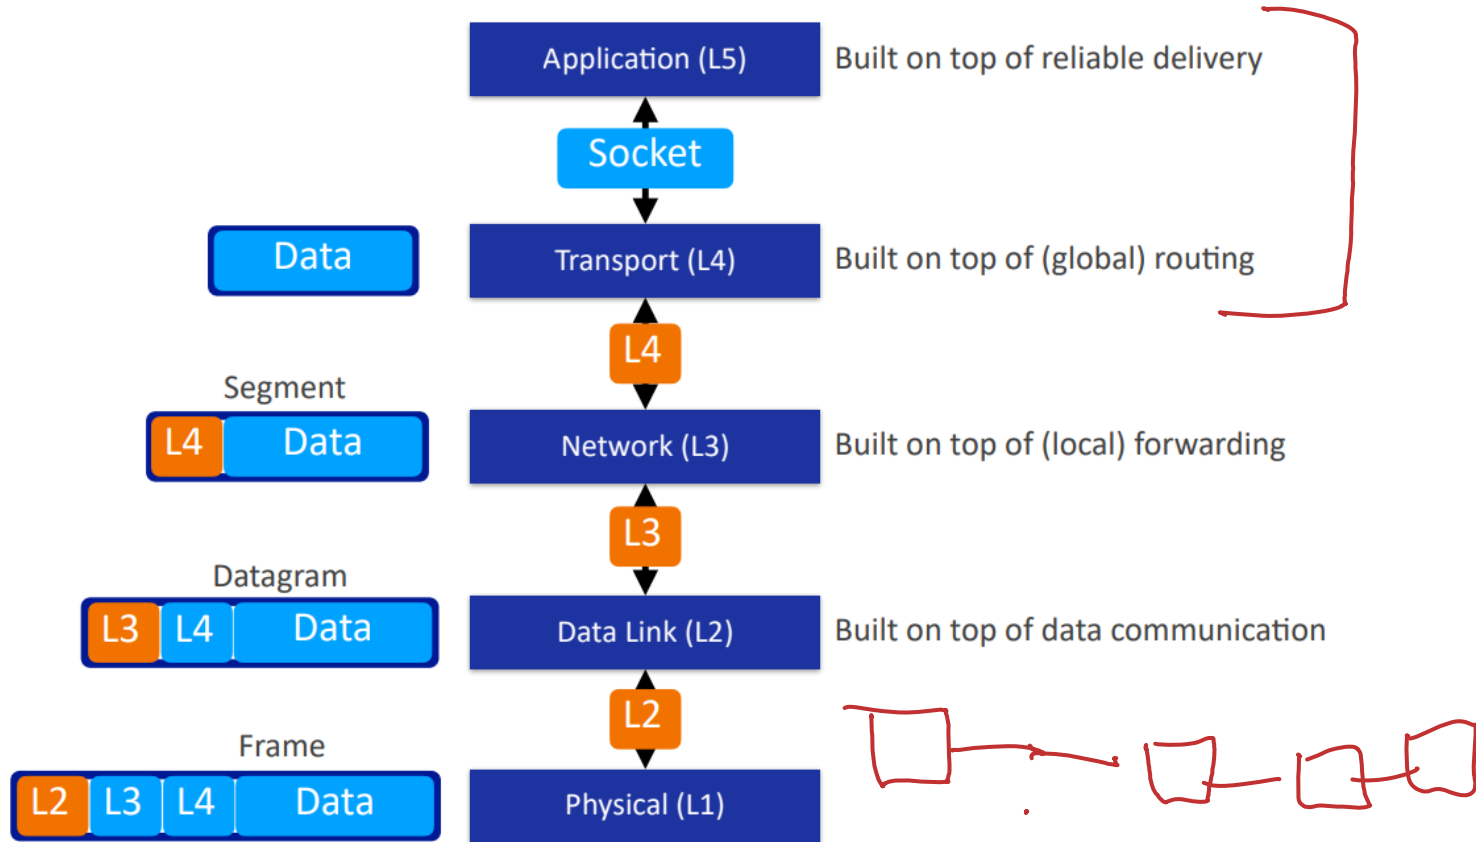 Application (L5)
Built on top of reliable delivery
Socket
Data
Transport (L4)
Built on top of (global) routing
L4
Segment
L4 Data
Network (L3)
Built on top of (local) forwarding
L3
Datagram
L3 L4 Data
Data Link (L2)
Built on top of data communication
L2
Frame
L2 L3 L4 Data
Physical (L1)